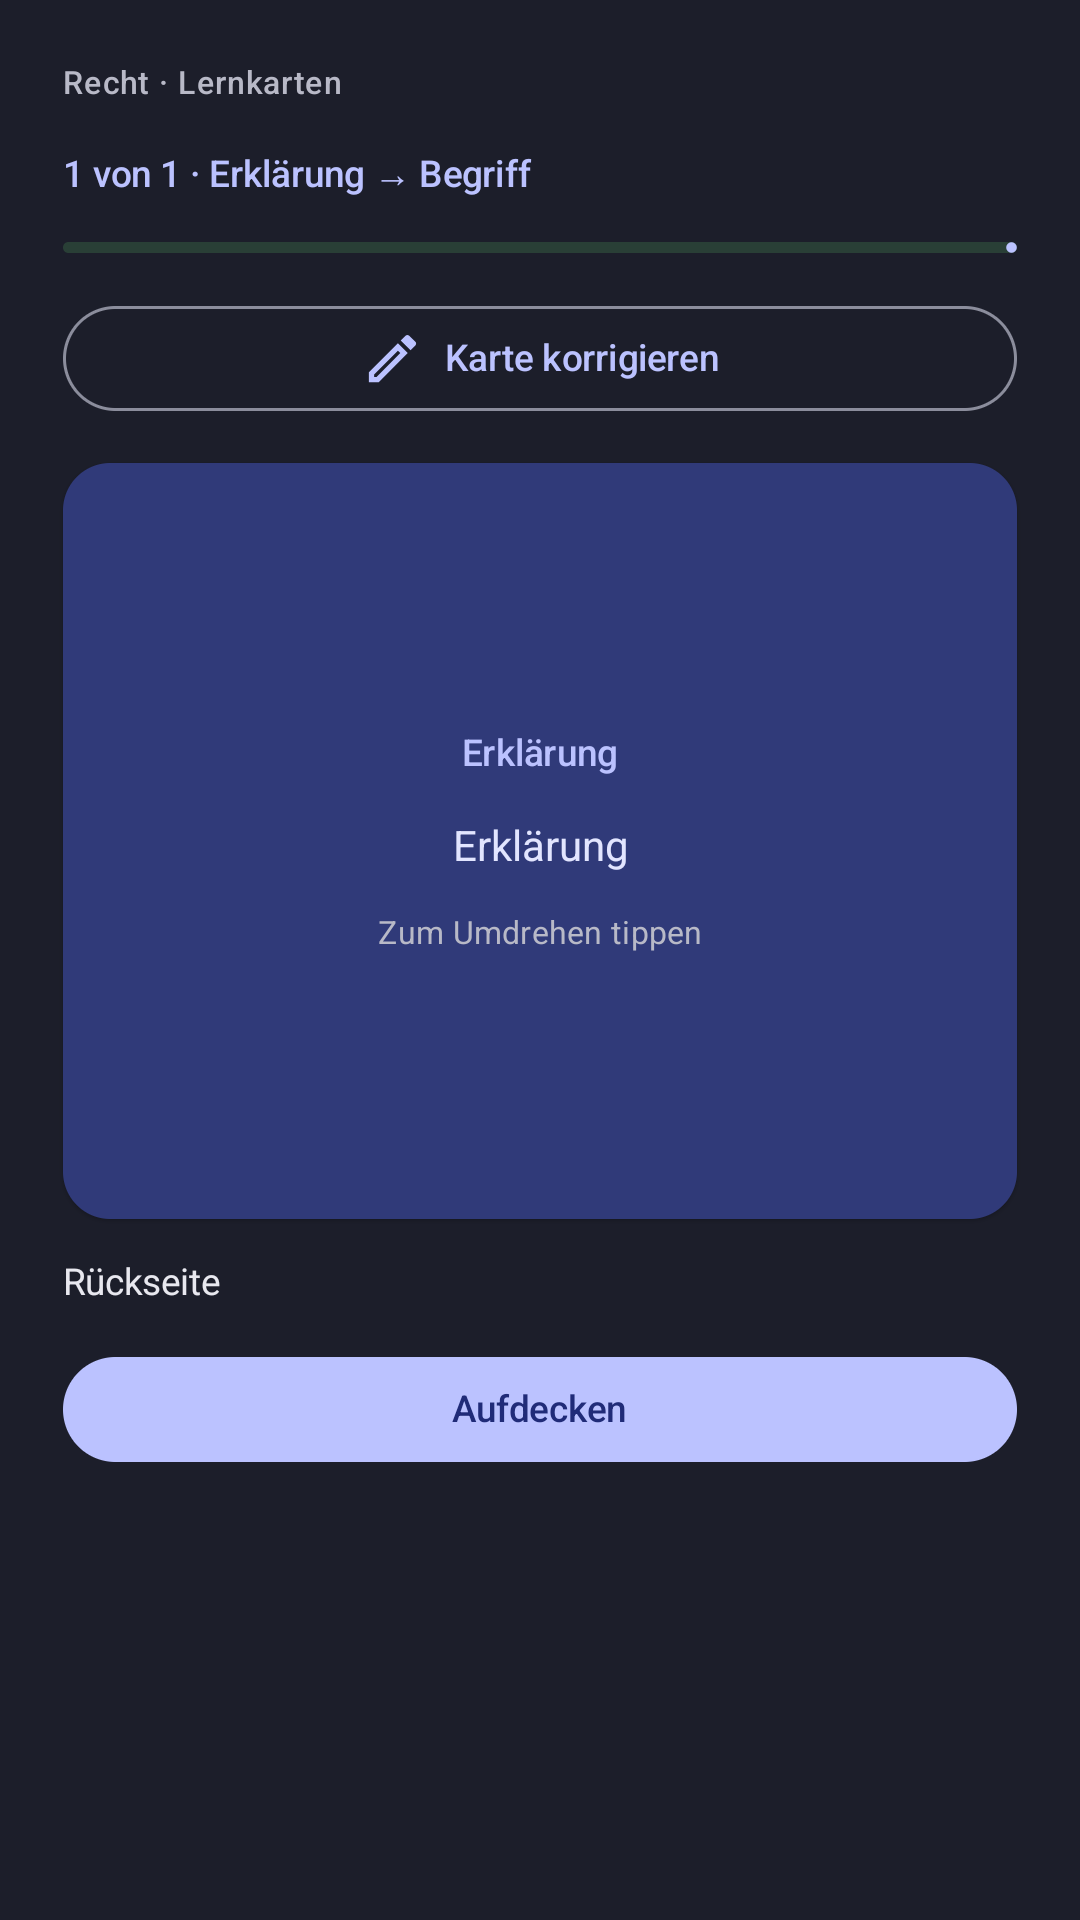 Recht · Lernkarten
1 von 1 · Erklärung → Begriff
Karte korrigieren
Erklärung
Erklärung
Zum Umdrehen tippen
Rückseite
Aufdecken